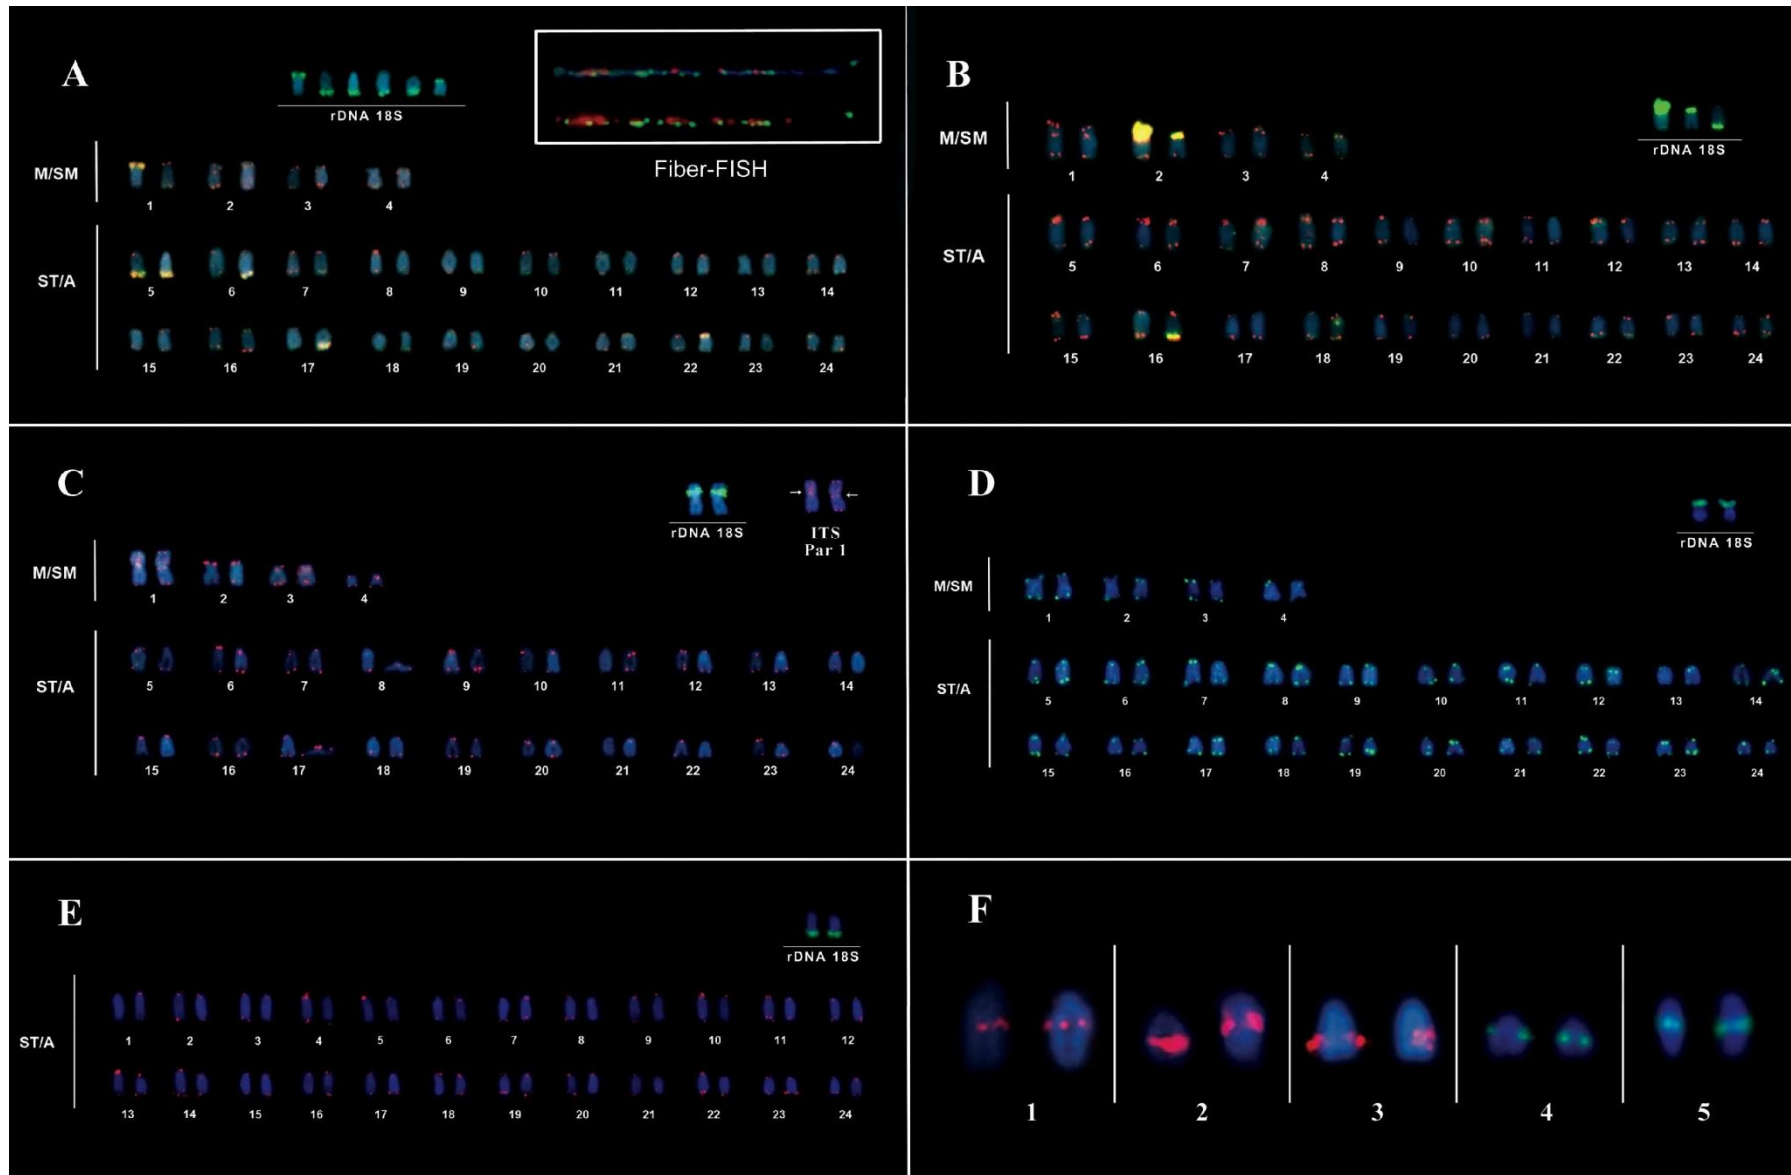 A
rDNA 18S
Fiber-FISH
M/SM
1 2 3 4
ST/A
5 6 7 8 9 10 11 12 13 14
15 16 17 18 19 20 21 22 23 24
B
rDNA 18S
M/SM
1 2 3 4
ST/A
5 6 7 8 9 10 11 12 13 14
15 16 17 18 19 20 21 22 23 24
C
rDNA 18S
ITS
Par 1
M/SM
1 2 3 4
ST/A
5 6 7 8 9 10 11 12 13 14
15 16 17 18 19 20 21 22 23 24
D
rDNA 18S
M/SM
1 2 3 4
ST/A
5 6 7 8 9 10 11 12 13 14
15 16 17 18 19 20 21 22 23 24
E
rDNA 18S
ST/A
1 2 3 4 5 6 7 8 9 10 11 12
13 14 15 16 17 18 19 20 21 22 23 24
F
1 2 3 4 5